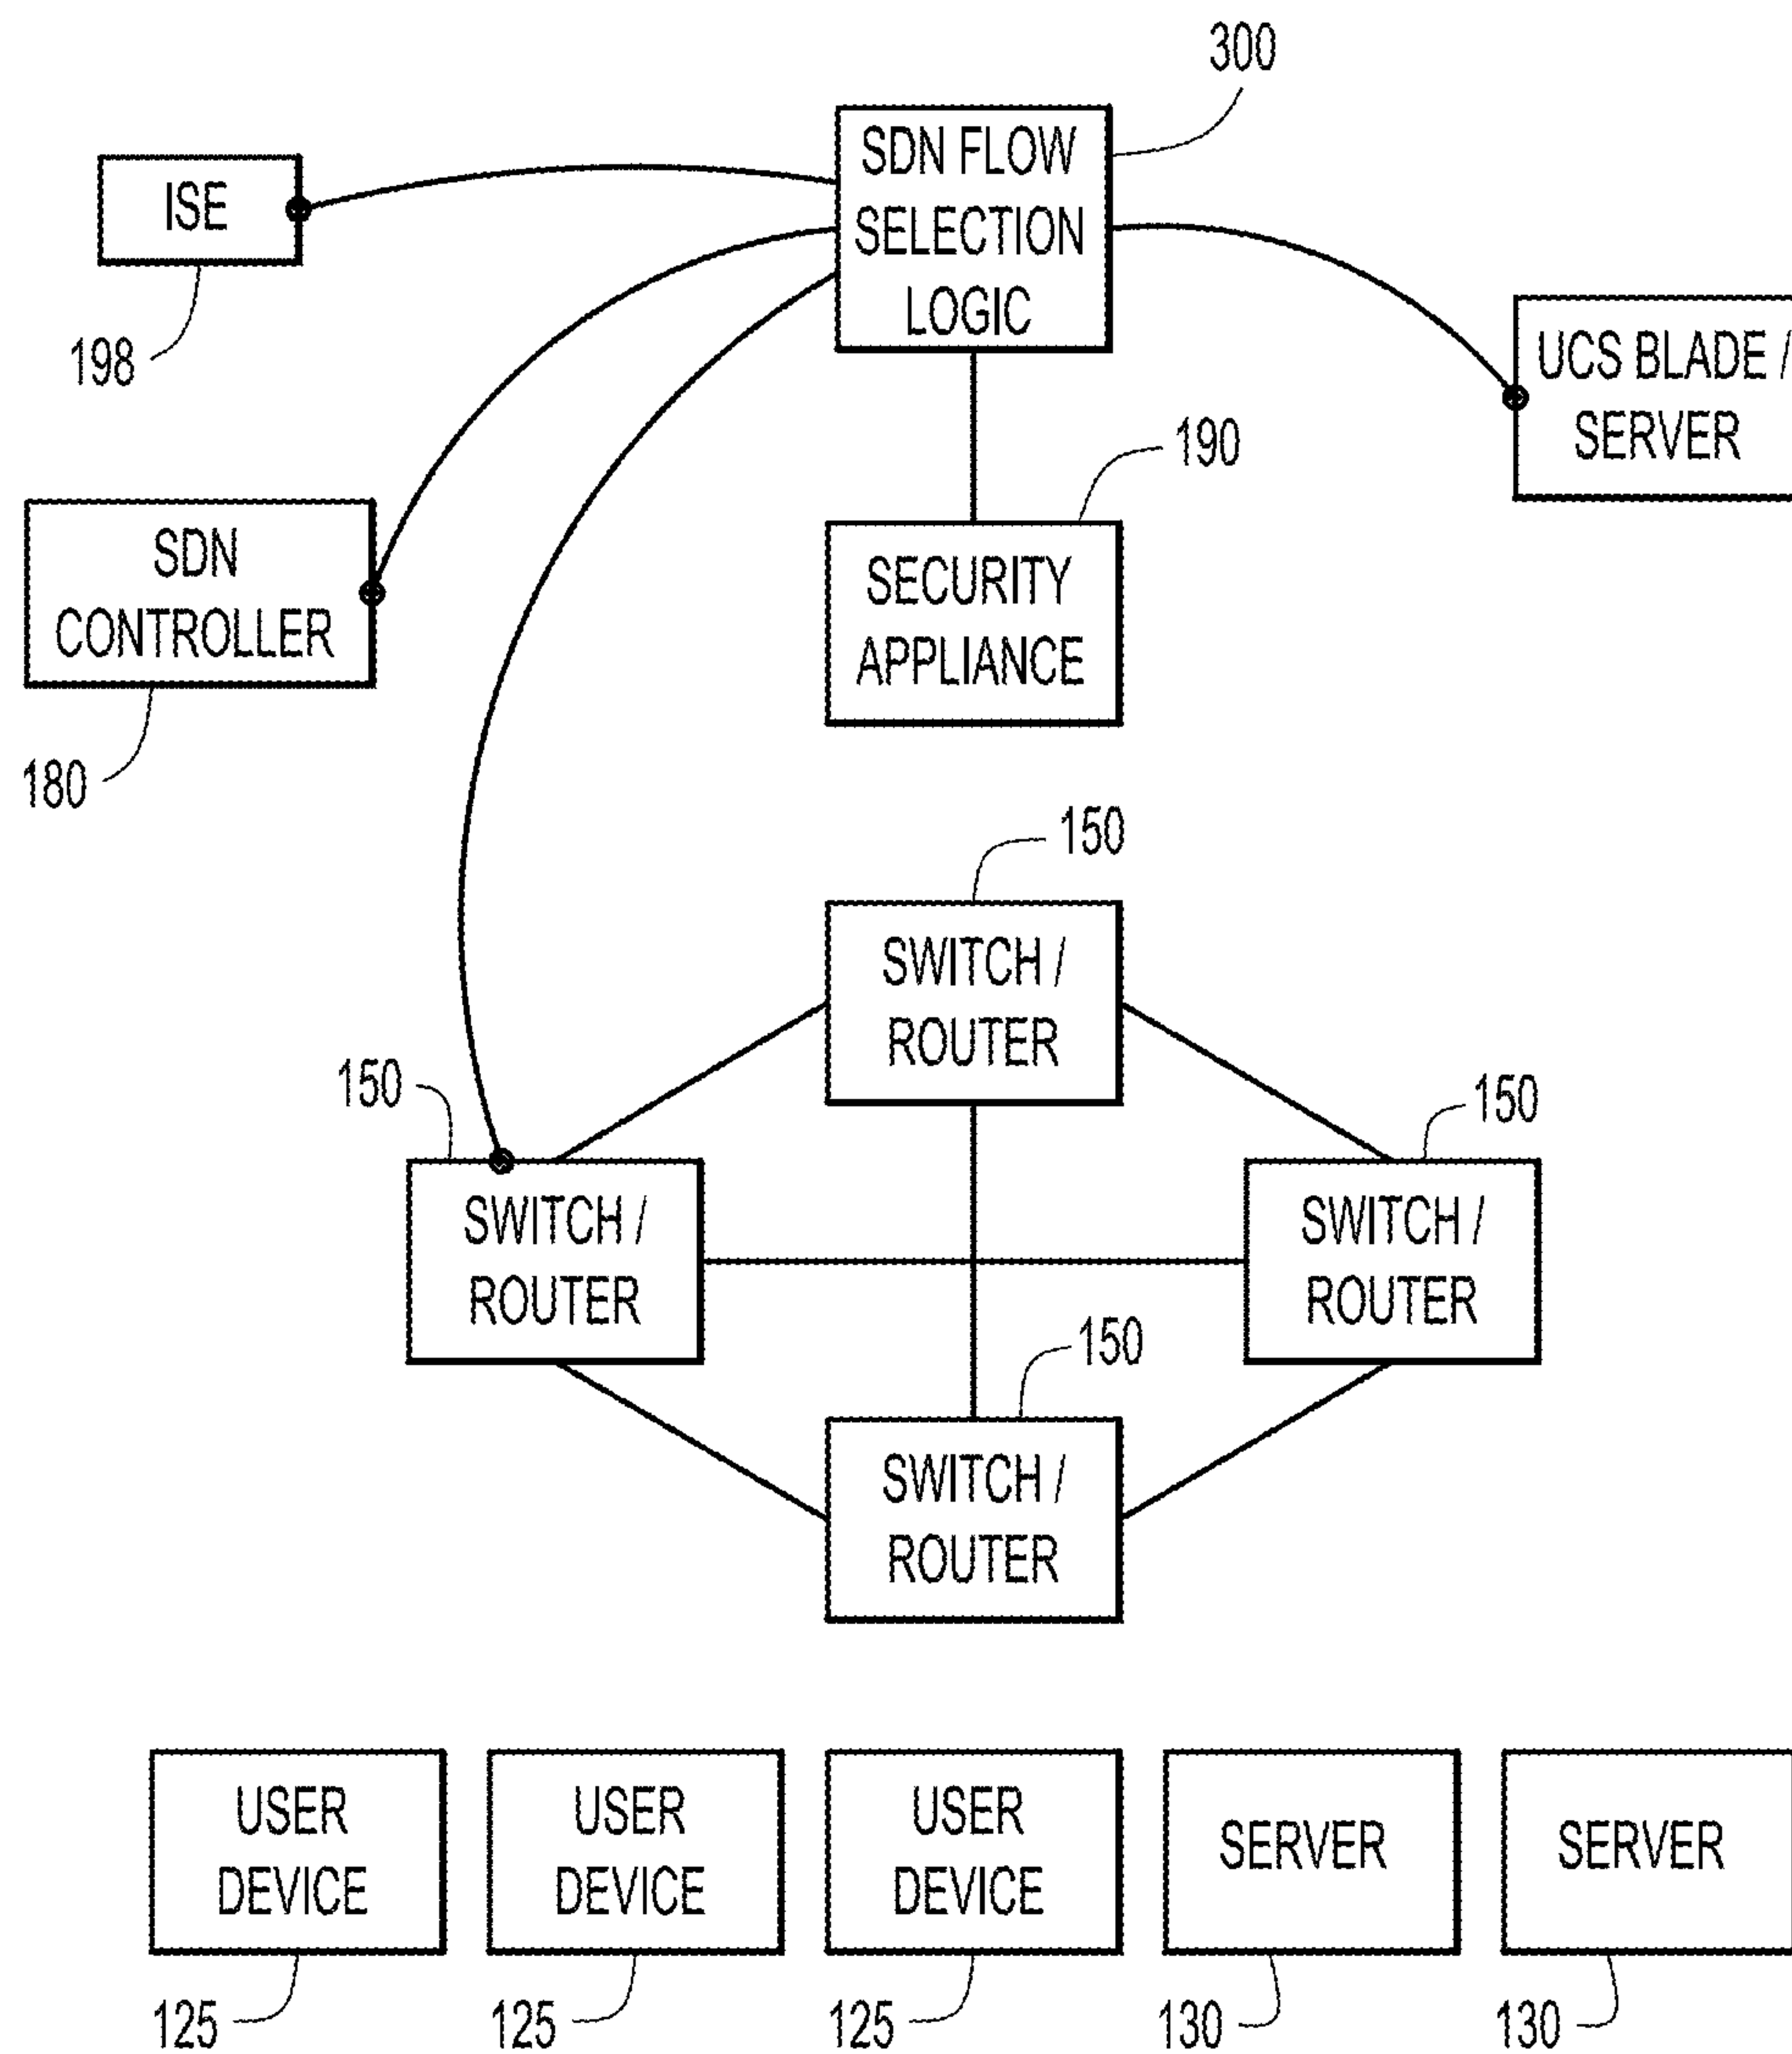 300
SDN FLOW
SELECTION
LOGIC
ISE
198
UCS BLADE /
SERVER
190
SDN
CONTROLLER
180
SECURITY
APPLIANCE
150
SWITCH /
ROUTER
150
SWITCH /
ROUTER
150
SWITCH /
ROUTER
150
SWITCH /
ROUTER
USER
DEVICE
125
USER
DEVICE
125
USER
DEVICE
125
SERVER
130
SERVER
130